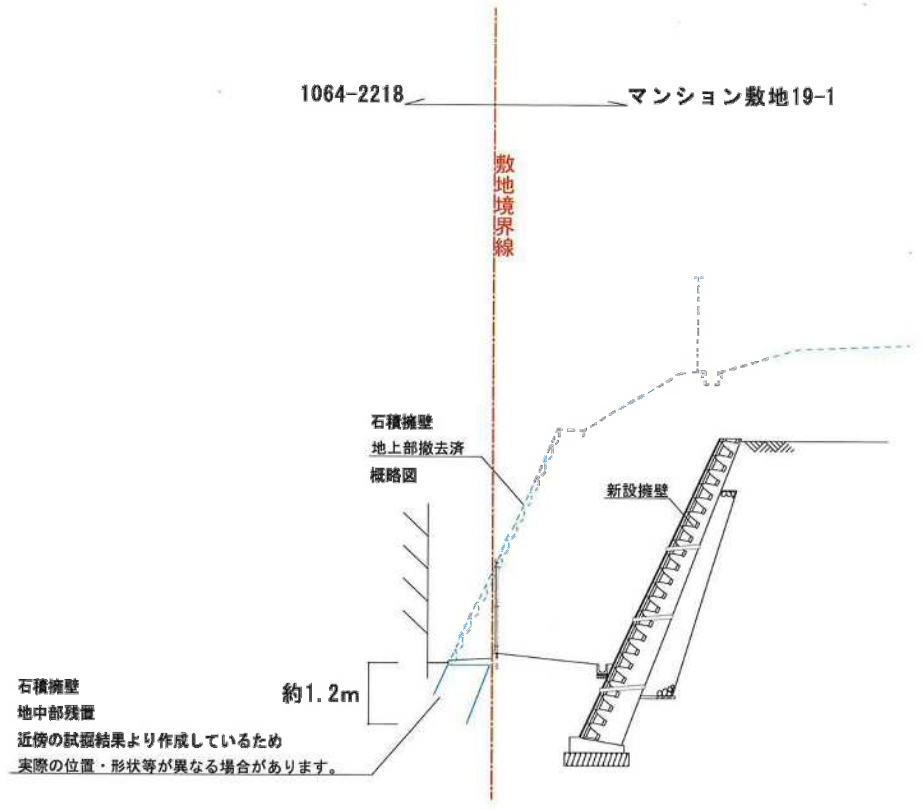 1064-2218
マンション敷地19-1
敷地境界線
石積擁壁
地上部撤去済
概略図
新設擁壁
石積擁壁
地中部残置
近傍の試掘結果より作成しているため
実際の位置・形状等が異なる場合があります。
約1.2m